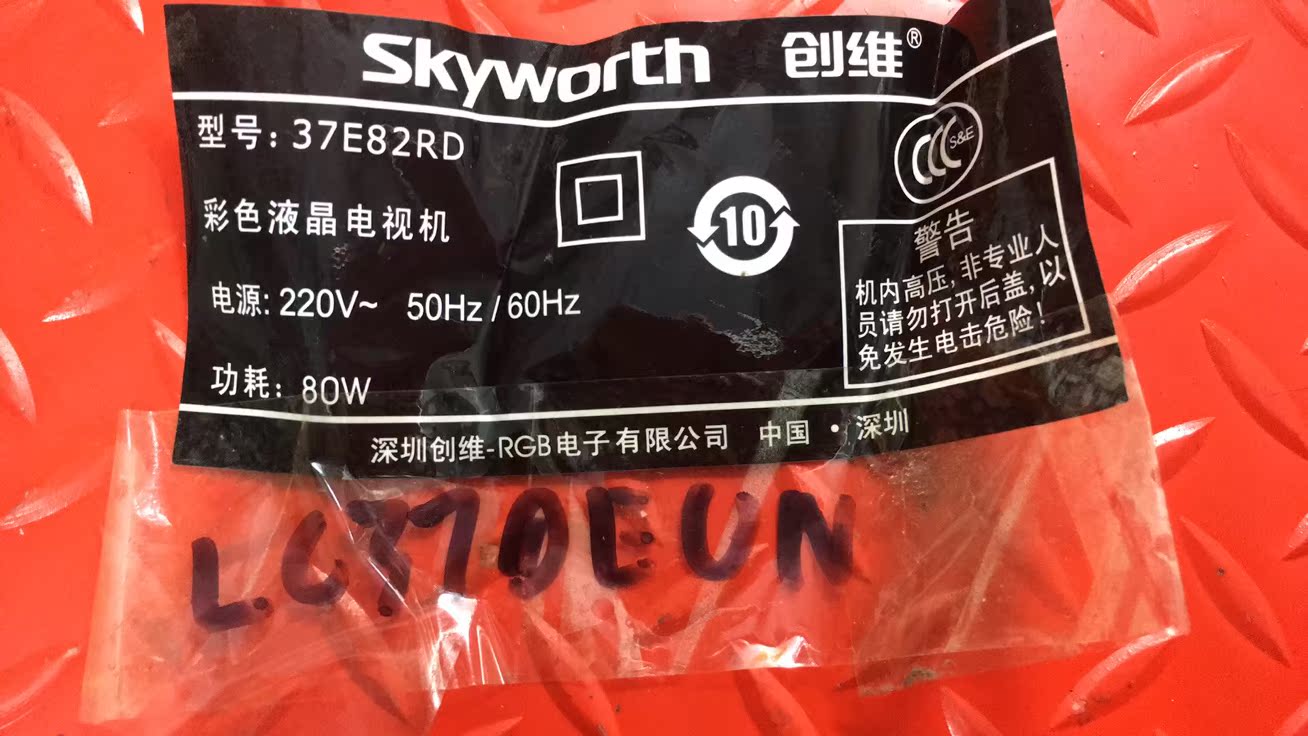 Skyworth 创维®
型号: 37E82RD
彩色液晶电视机
电源: 220V~ 50Hz/60Hz
功耗: 80W
10
CCC S&E
警告
机内高压,非专业人
员请勿打开后盖,以
免发生电击危险!
深圳创维-RGB电子有限公司 中国·深圳
LC370EUN